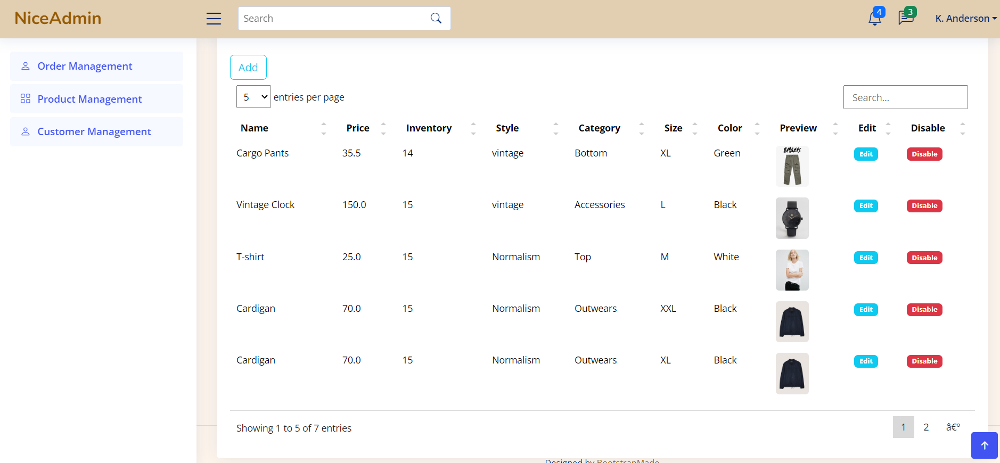 NiceAdmin
Search
4
3
K. Anderson
Order Management
Product Management
Customer Management
Add
5 entries per page
Search...
Name Price Inventory Style Category Size Color Preview Edit Disable
Cargo Pants 35.5 14 vintage Bottom XL Green Edit Disable
Vintage Clock 150.0 15 vintage Accessories L Black Edit Disable
T-shirt 25.0 15 Normalism Top M White Edit Disable
Cardigan 70.0 15 Normalism Outwears XXL Black Edit Disable
Cardigan 70.0 15 Normalism Outwears XL Black Edit Disable
Showing 1 to 5 of 7 entries
1 2 â€º
Designed by BootstrapMade